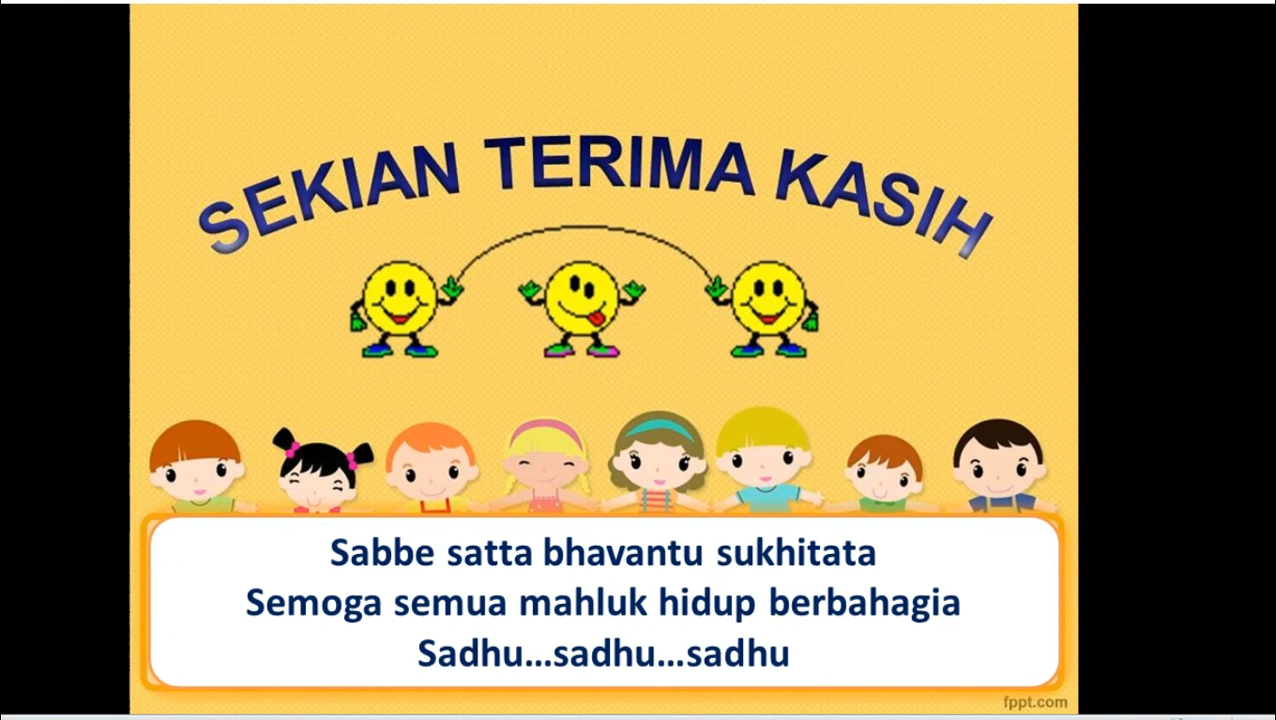 SEKIAN TERIMA KASIH
Sabbe satta bhavantu sukhitata
Semoga semua mahluk hidup berbahagia
Sadhu...sadhu...sadhu
fppt.com